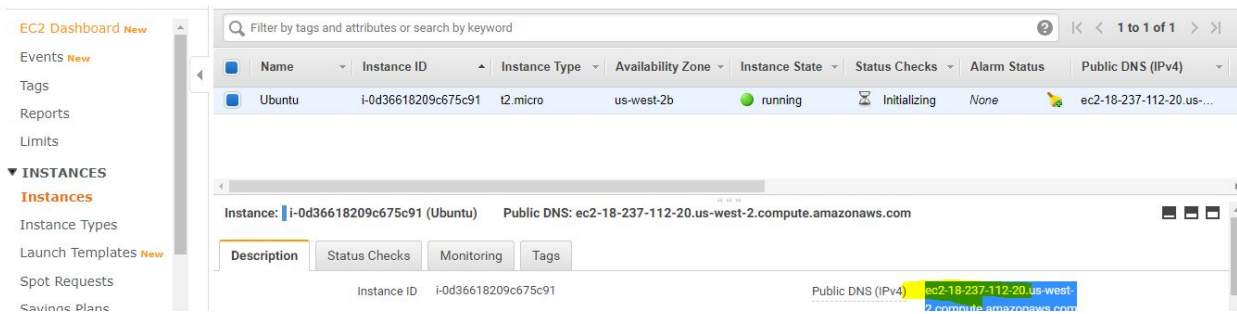 EC2 Dashboard New
Events New
Tags
Reports
Limits
INSTANCES
Instances
Instance Types
Launch Templates New
Spot Requests
Savings Plans
Filter by tags and attributes or search by keyword
1 to 1 of 1
Name Instance ID Instance Type Availability Zone Instance State Status Checks Alarm Status Public DNS (IPv4)
Ubuntu i-0d36618209c675c91 t2.micro us-west-2b running Initializing None ec2-18-237-112-20.us-...
Instance: i-0d36618209c675c91 (Ubuntu) Public DNS: ec2-18-237-112-20.us-west-2.compute.amazonaws.com
Description Status Checks Monitoring Tags
Instance ID i-0d36618209c675c91 Public DNS (IPv4) ec2-18-237-112-20.us-west-
2.compute.amazonaws.com